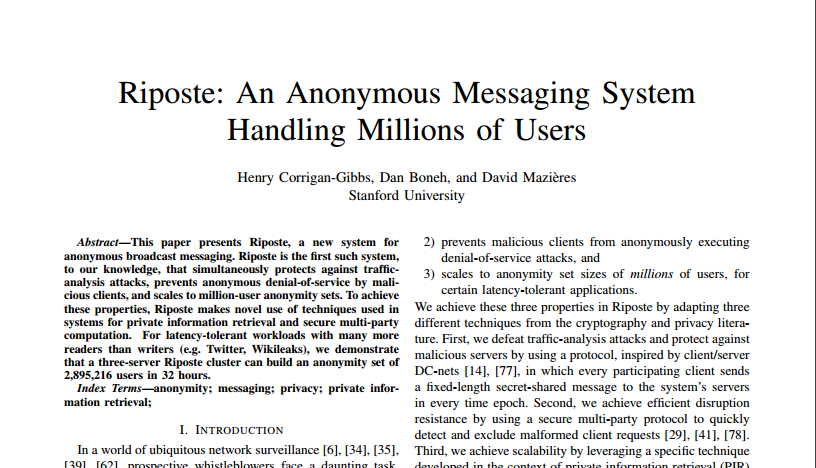 Riposte: An Anonymous Messaging System
Handling Millions of Users
Henry Corrigan-Gibbs, Dan Boneh, and David Mazières
Stanford University
Abstract—This paper presents Riposte, a new system for
anonymous broadcast messaging. Riposte is the first such system,
to our knowledge, that simultaneously protects against traffic-
analysis attacks, prevents anonymous denial-of-service by mali-
cious clients, and scales to million-user anonymity sets. To achieve
these properties, Riposte makes novel use of techniques used in
systems for private information retrieval and secure multi-party
computation. For latency-tolerant workloads with many more
readers than writers (e.g. Twitter, Wikileaks), we demonstrate
that a three-server Riposte cluster can build an anonymity set of
2,895,216 users in 32 hours.
Index Terms—anonymity; messaging; privacy; private infor-
mation retrieval;
I. INTRODUCTION
In a world of ubiquitous network surveillance [6], [34], [35],
[39], [62], prospective whistleblowers face a daunting task.
2) prevents malicious clients from anonymously executing
denial-of-service attacks, and
3) scales to anonymity set sizes of millions of users, for
certain latency-tolerant applications.
We achieve these three properties in Riposte by adapting three
different techniques from the cryptography and privacy litera-
ture. First, we defeat traffic-analysis attacks and protect against
malicious servers by using a protocol, inspired by client/server
DC-nets [14], [77], in which every participating client sends
a fixed-length secret-shared message to the system's servers
in every time epoch. Second, we achieve efficient disruption
resistance by using a secure multi-party protocol to quickly
detect and exclude malformed client requests [29], [41], [78].
Third, we achieve scalability by leveraging a specific technique
developed in the context of private information retrieval (PIR)